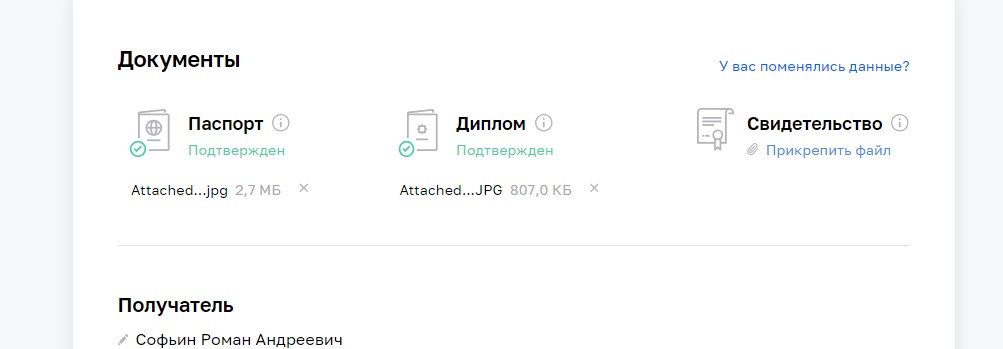 Документы
У вас поменялись данные?
Паспорт
Подтвержден
Attached...jpg 2,7 МБ
Диплом
Подтвержден
Attached...JPG 807,0 КБ
Свидетельство
Прикрепить файл
Получатель
Софьин Роман Андреевич